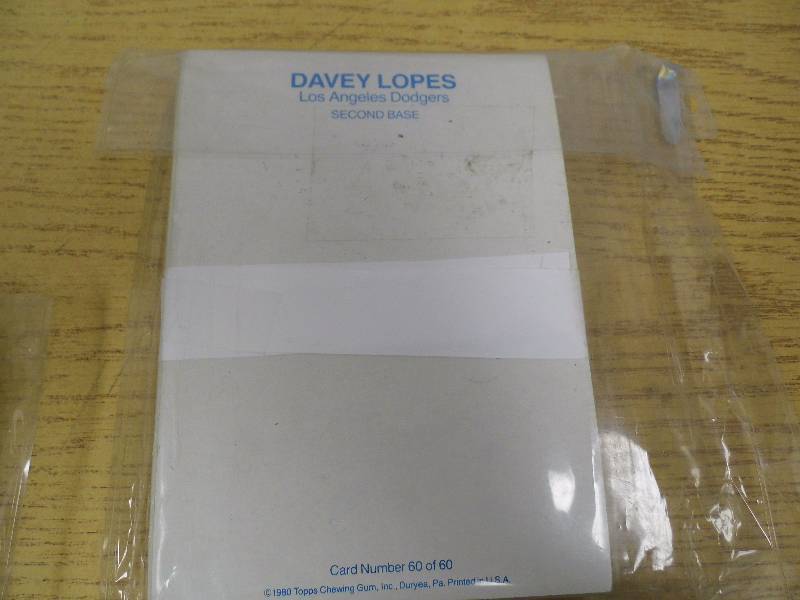 DAVEY LOPES
Los Angeles Dodgers
SECOND BASE
Card Number 60 of 60
©1980 Topps Chewing Gum, Inc., Duryea, Pa. Printed in U.S.A.